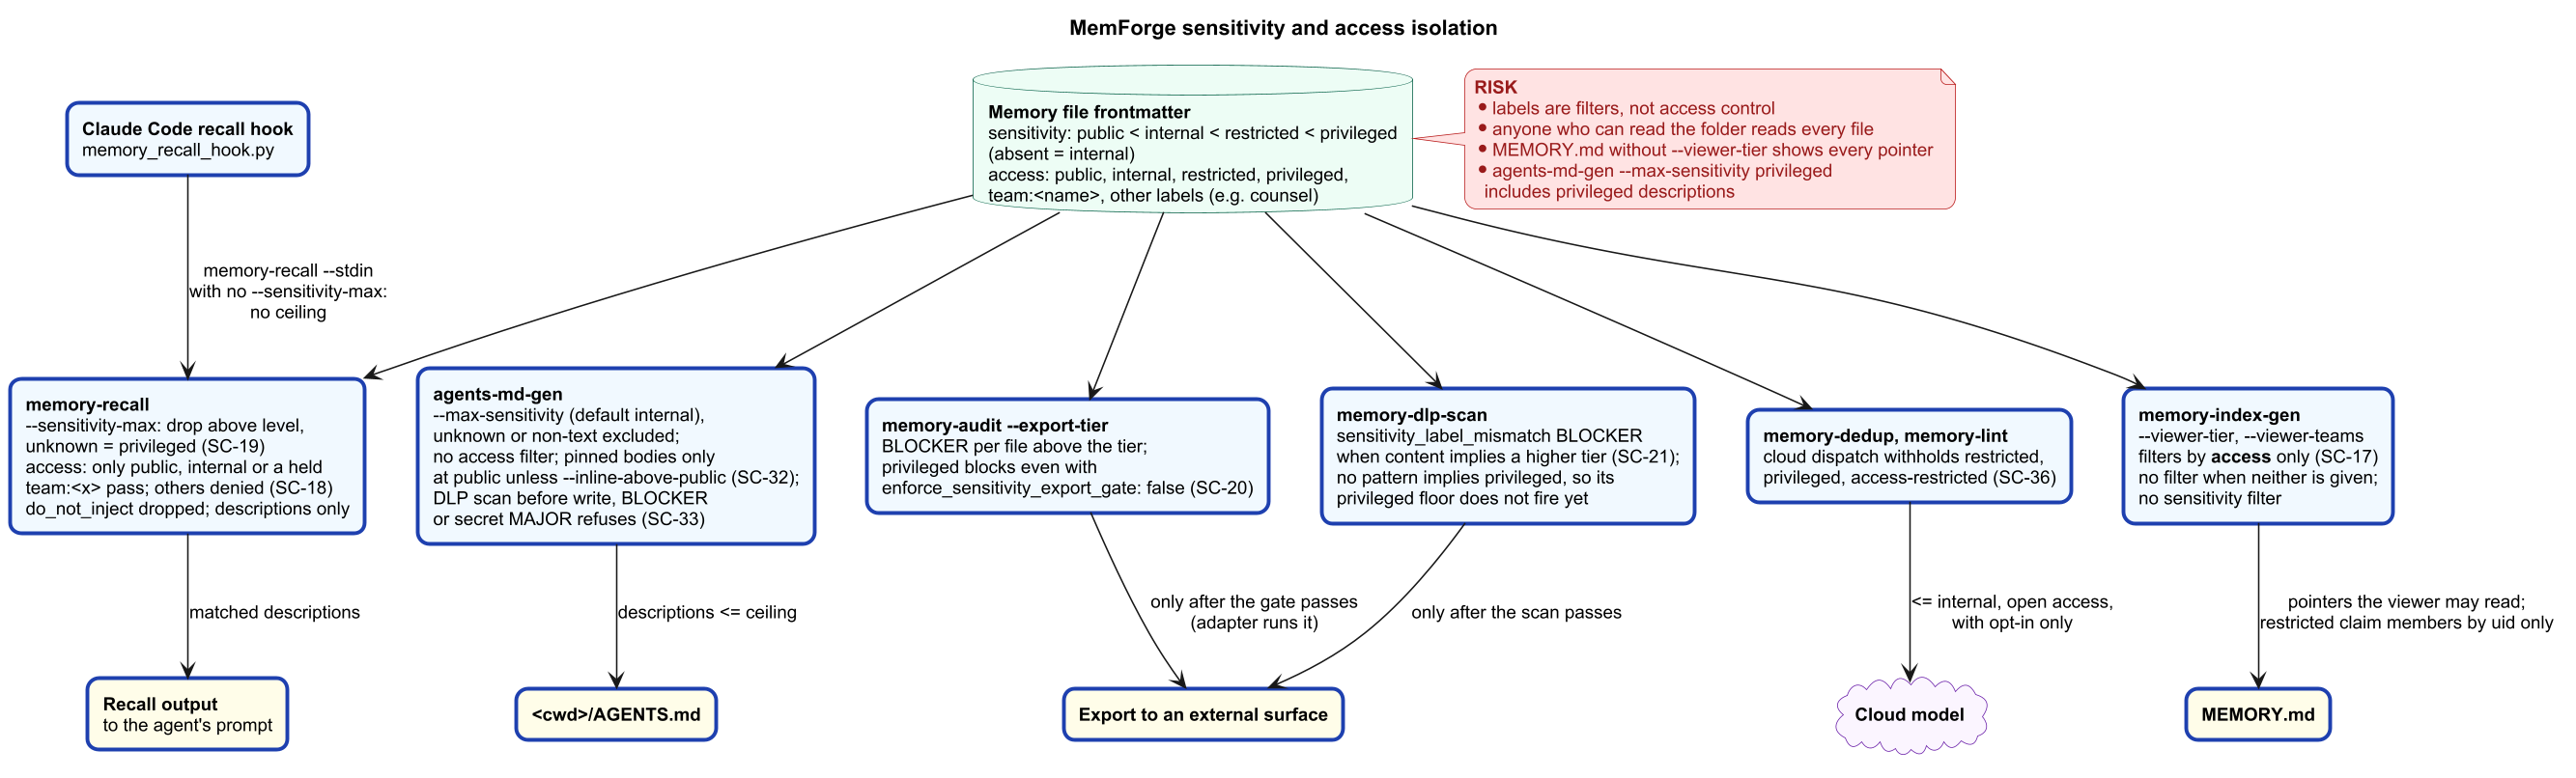 MemForge sensitivity and access isolation
Claude Code recall hook
memory_recall_hook.py
Memory file frontmatter
sensitivity: public < internal < restricted < privileged
(absent = internal)
access: public, internal, restricted, privileged,
team:<name>, other labels (e.g. counsel)
RISK
• labels are filters, not access control
• anyone who can read the folder reads every file
• MEMORY.md without --viewer-tier shows every pointer
• agents-md-gen --max-sensitivity privileged
includes privileged descriptions
memory-recall --stdin
with no --sensitivity-max:
no ceiling
memory-recall
--sensitivity-max: drop above level,
unknown = privileged (SC-19)
access: only public, internal or a held
team:<x> pass; others denied (SC-18)
do_not_inject dropped; descriptions only
agents-md-gen
--max-sensitivity (default internal),
unknown or non-text excluded;
no access filter; pinned bodies only
at public unless --inline-above-public (SC-32);
DLP scan before write, BLOCKER
or secret MAJOR refuses (SC-33)
memory-audit --export-tier
BLOCKER per file above the tier;
privileged blocks even with
enforce_sensitivity_export_gate: false (SC-20)
memory-dlp-scan
sensitivity_label_mismatch BLOCKER
when content implies a higher tier (SC-21);
no pattern implies privileged, so its
privileged floor does not fire yet
memory-dedup, memory-lint
cloud dispatch withholds restricted,
privileged, access-restricted (SC-36)
memory-index-gen
--viewer-tier, --viewer-teams
filters by access only (SC-17)
no filter when neither is given;
no sensitivity filter
matched descriptions
descriptions <= ceiling
only after the gate passes
(adapter runs it)
only after the scan passes
<= internal, open access,
with opt-in only
pointers the viewer may read;
restricted claim members by uid only
Recall output
to the agent's prompt
<cwd>/AGENTS.md
Export to an external surface
Cloud model
MEMORY.md